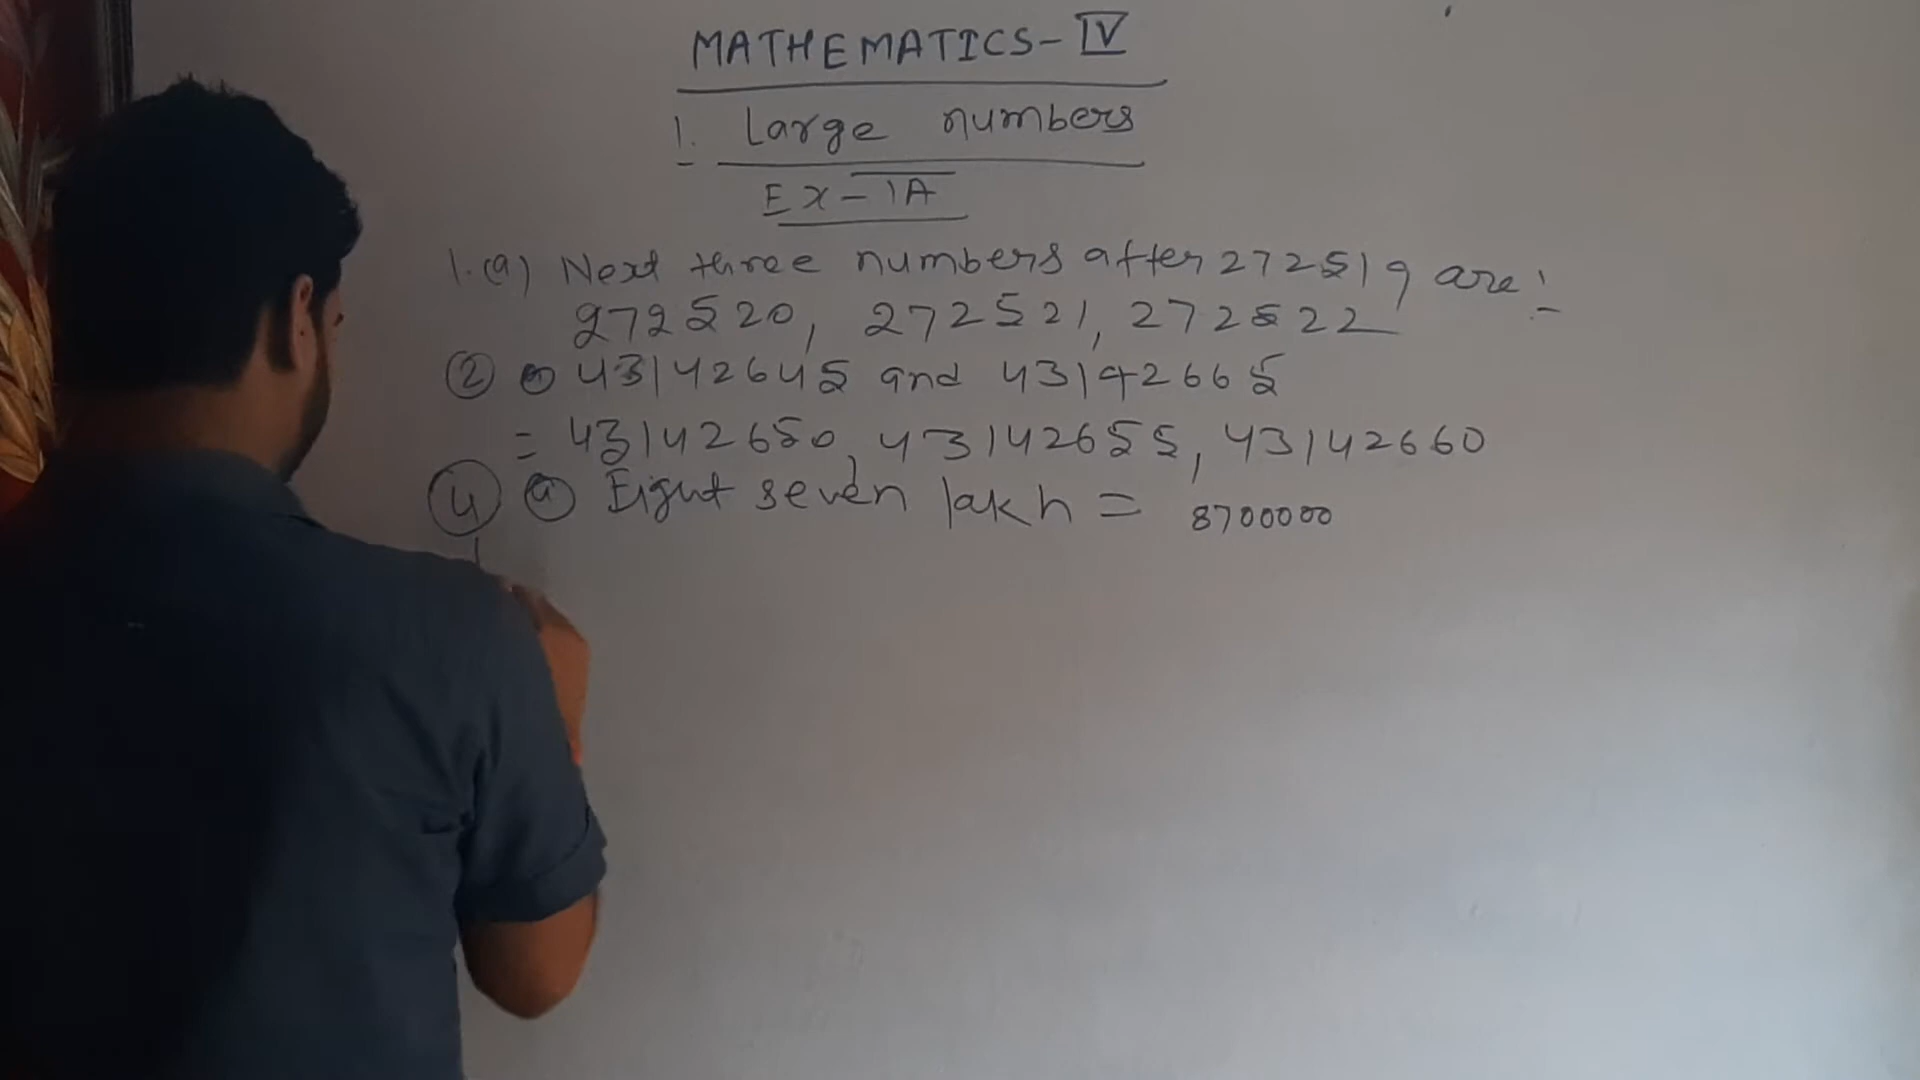 MATHEMATICS-IV
1. Large numbers
Ex-1A
1.(a) Next three numbers after 272519 are:-
272520, 272521, 272522
② 43142645 and 43142665
= 43142650, 43142655, 43142660
④ ⓐ Eight seven lakh = 8700000